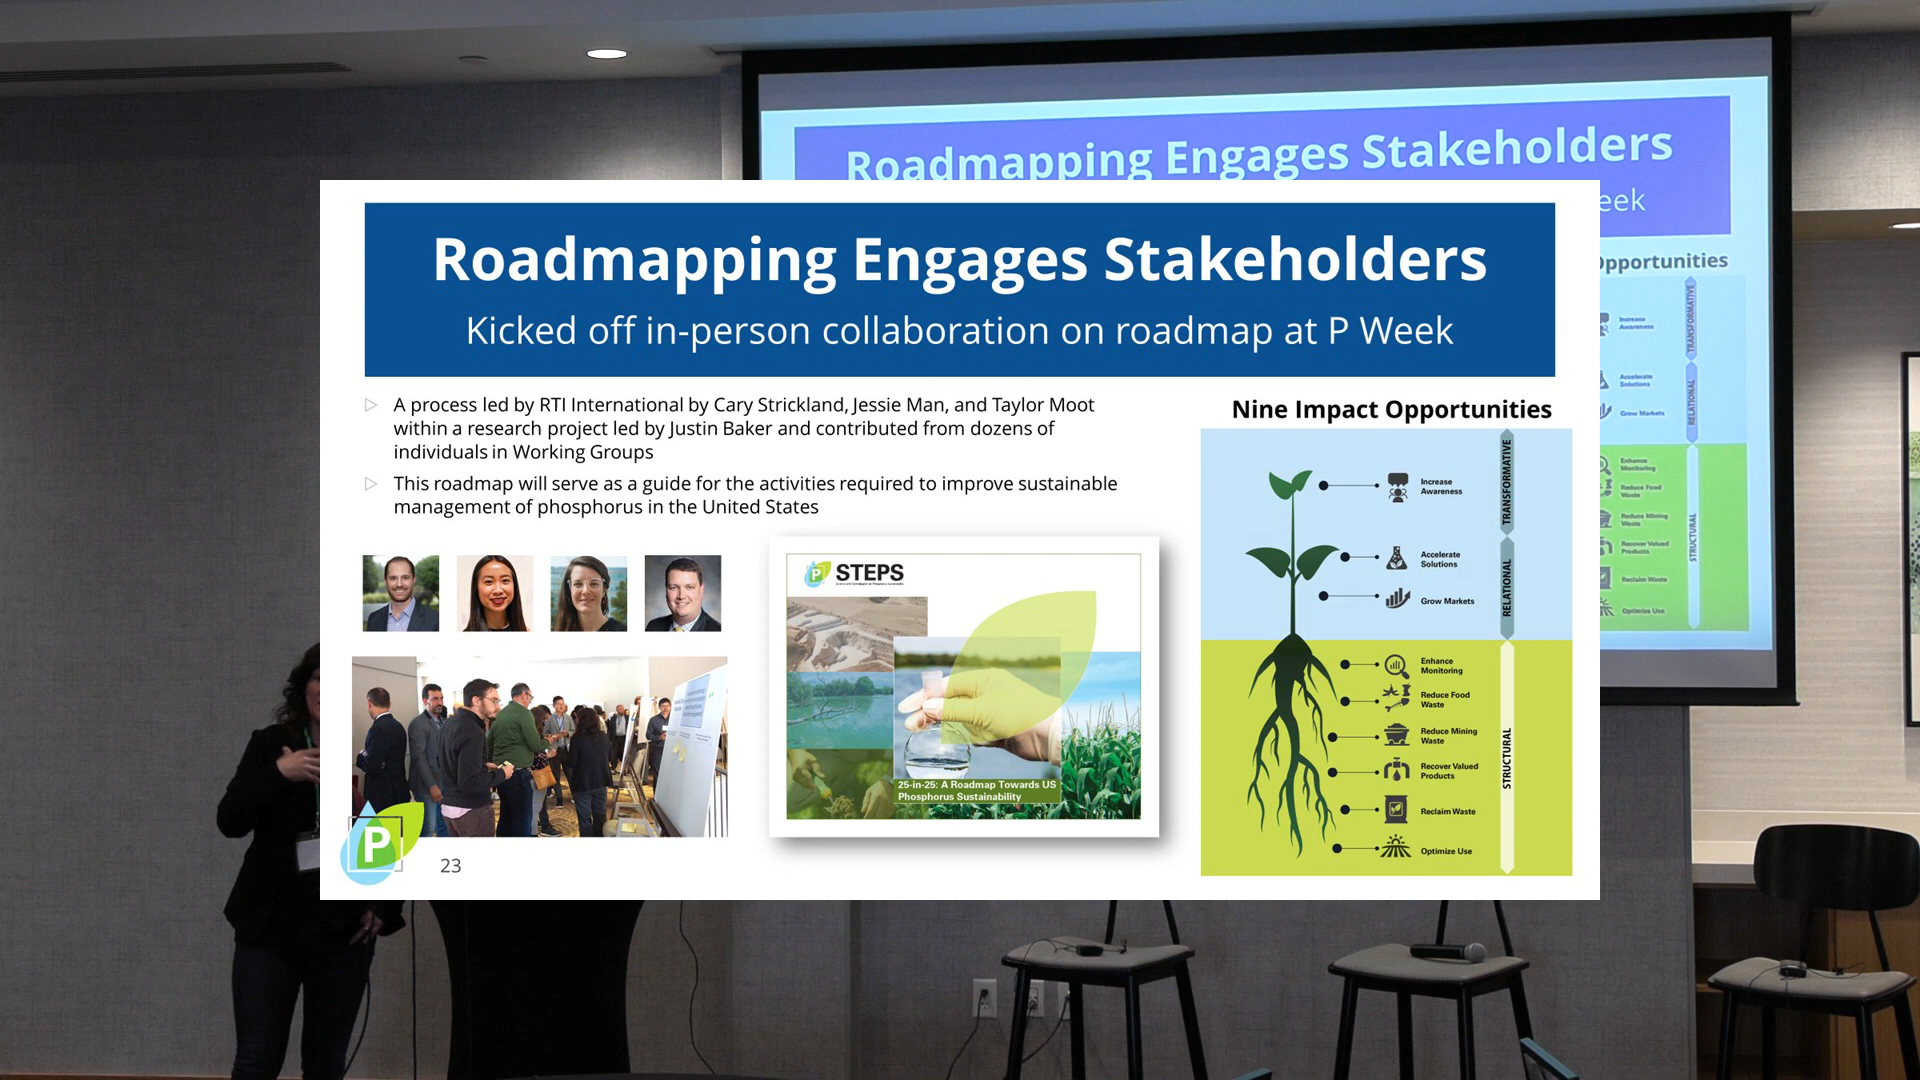 Roadmapping Engages Stakeholders
eek
Opportunities
TRANSFORMATIVE
Increase
Awareness
RELATIONAL
Accelerate
Solutions
Grow Markets
STRUCTURAL
Enhance
Monitoring
Reduce Food
Waste
Reduce Mining
Waste
Recover Valued
Products
Reclaim Waste
Optimize Use
Roadmapping Engages Stakeholders
Kicked off in-person collaboration on roadmap at P Week
A process led by RTI International by Cary Strickland, Jessie Man, and Taylor Moot
within a research project led by Justin Baker and contributed from dozens of
individuals in Working Groups
This roadmap will serve as a guide for the activities required to improve sustainable
management of phosphorus in the United States
P STEPS
25-in-25: A Roadmap Towards US
Phosphorus Sustainability
P
23
Nine Impact Opportunities
TRANSFORMATIVE
Increase
Awareness
RELATIONAL
Accelerate
Solutions
Grow Markets
STRUCTURAL
Enhance
Monitoring
Reduce Food
Waste
Reduce Mining
Waste
Recover Valued
Products
Reclaim Waste
Optimize Use